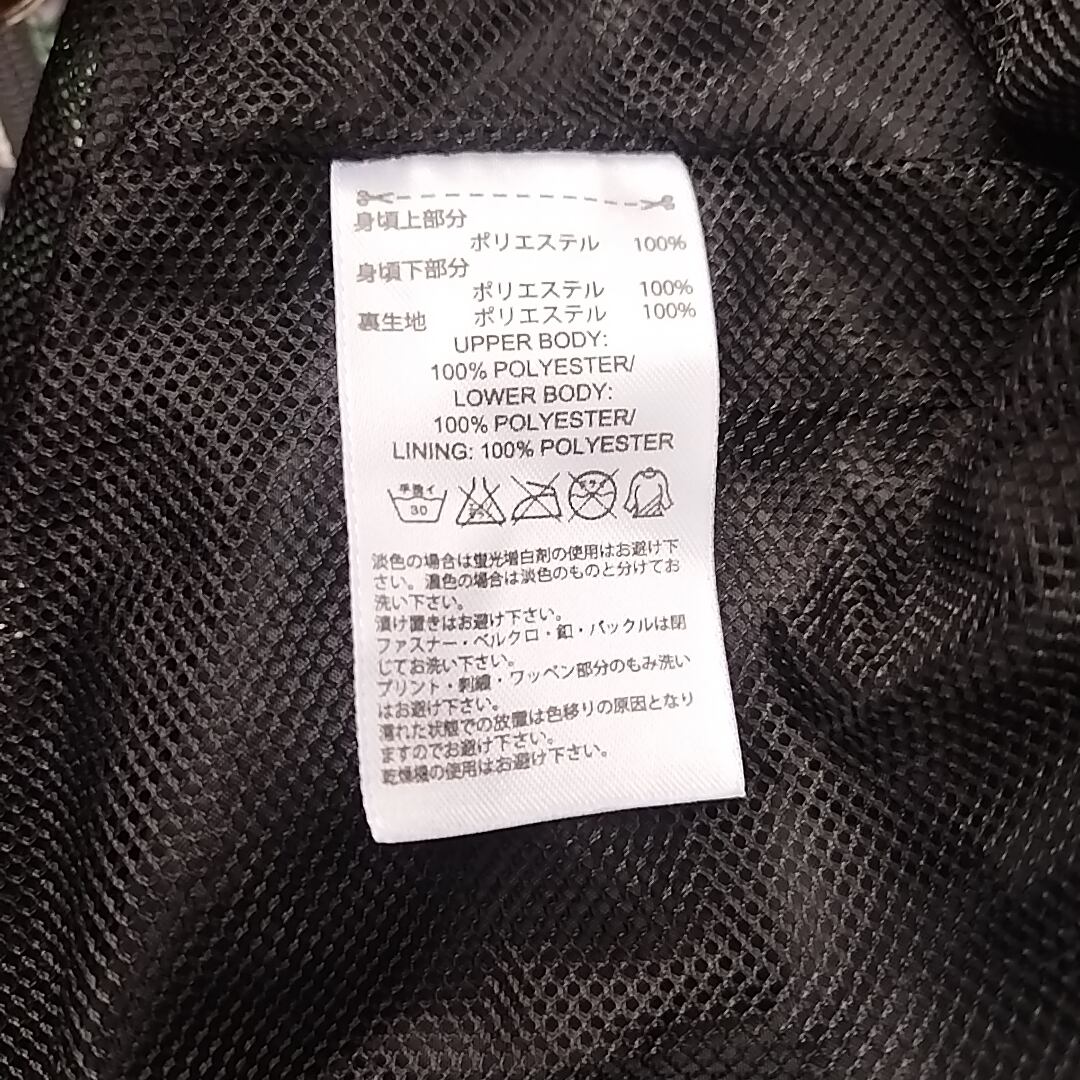 身頃上部分
ポリエステル 100%
身頃下部分
ポリエステル 100%
裏生地 ポリエステル 100%
UPPER BODY:
100% POLYESTER/
LOWER BODY:
100% POLYESTER/
LINING: 100% POLYESTER
手洗イ
30
淡色の場合は蛍光増白剤の使用はお避け下
さい。濃色の場合は淡色のものと分けてお
洗い下さい。
漬け置きはお避け下さい。
ファスナー・ベルクロ・釦・バックルは閉
じてお洗い下さい。
プリント・刺繍・ワッペン部分のもみ洗い
はお避け下さい。
濡れた状態での放置は色移りの原因となり
ますのでお避け下さい。
乾燥機の使用はお避け下さい。